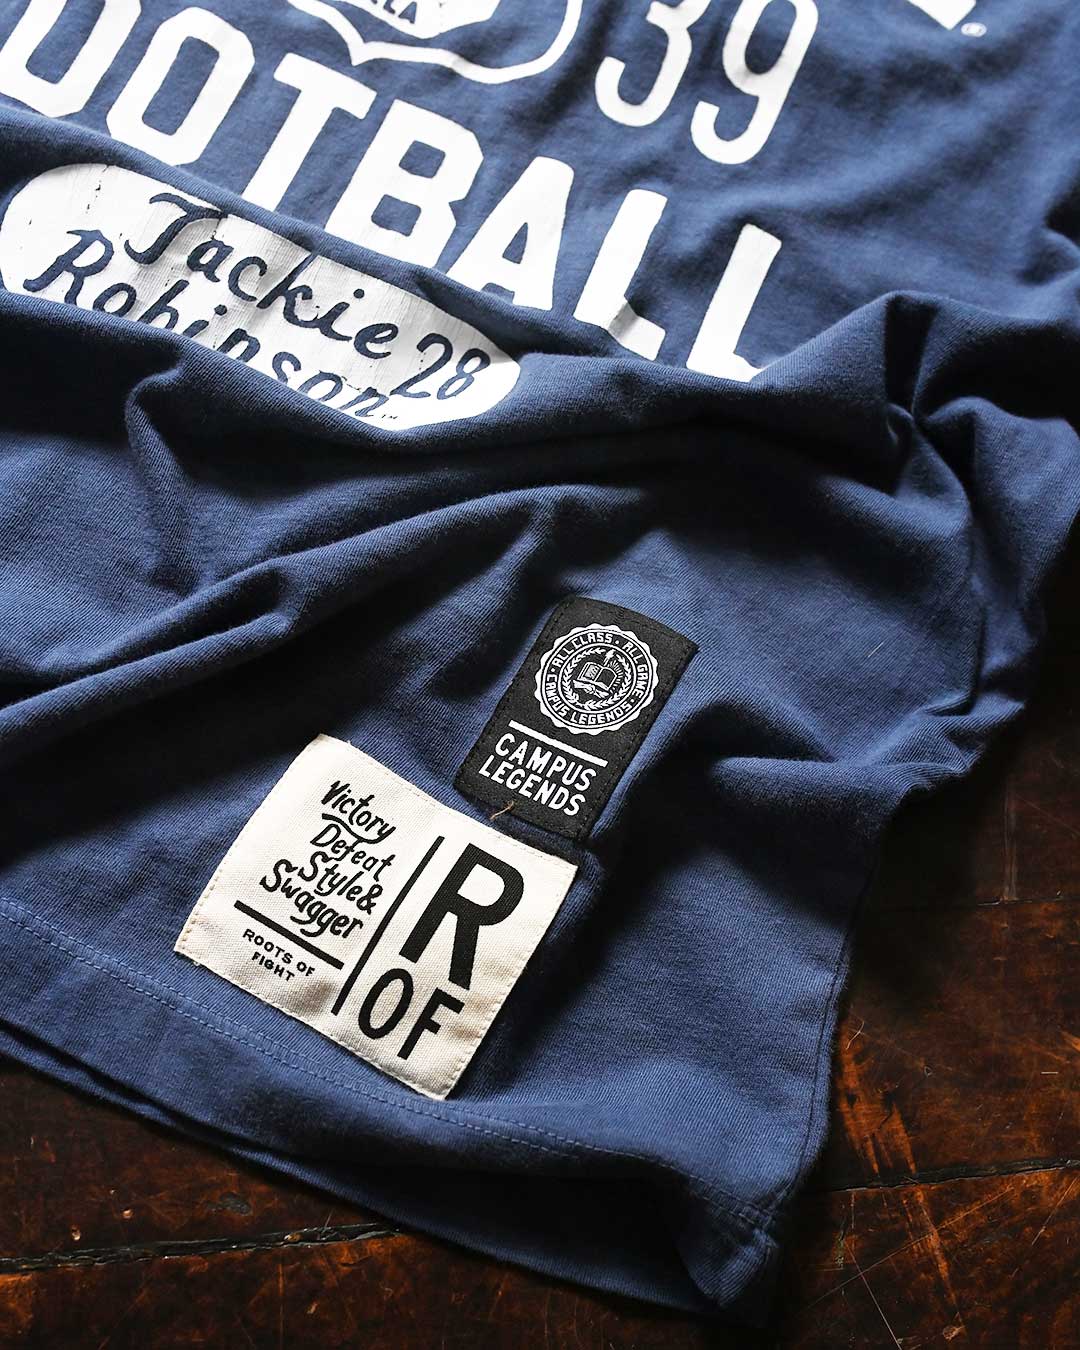 39
OOTBALL
Jackie
Robinson 28
™
®
ALL CLASS · ALL GAME
· CAMPUS LEGENDS ·
CAMPUS
LEGENDS
Victory
Defeat
Style &
Swagger
ROOTS OF
FIGHT
R
OF